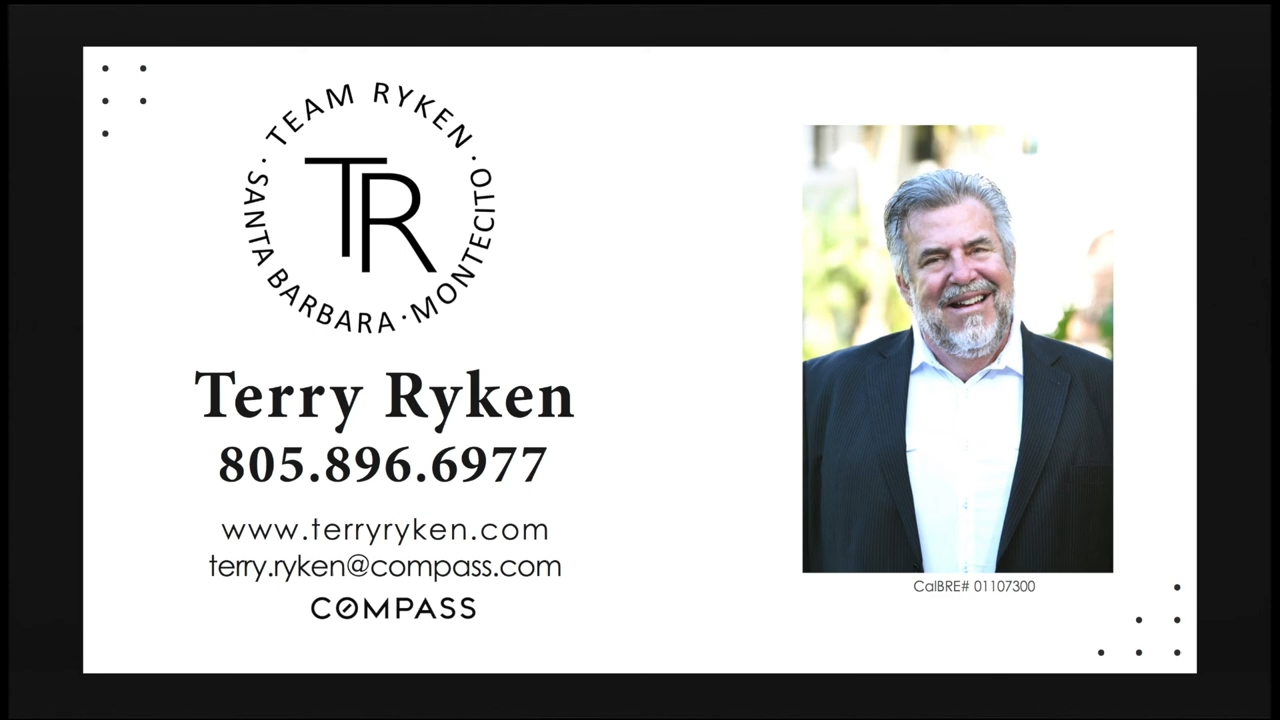 TEAM RYKEN · SANTA BARBARA · MONTECITO ·
TR
Terry Ryken
805.896.6977
www.terryryken.com
terry.ryken@compass.com
COMPASS
CalBRE# 01107300